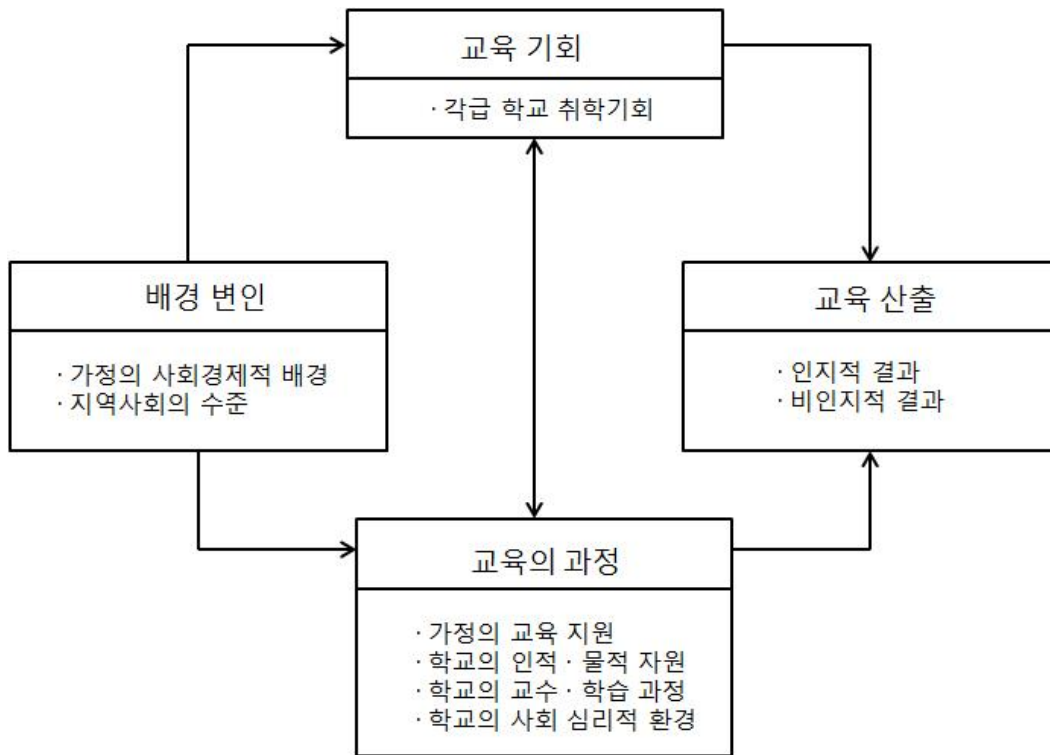 교육 기회
· 각급 학교 취학기회
배경 변인
· 가정의 사회경제적 배경
· 지역사회의 수준
교육 산출
· 인지적 결과
· 비인지적 결과
교육의 과정
· 가정의 교육 지원
· 학교의 인적 · 물적 자원
· 학교의 교수 · 학습 과정
· 학교의 사회 심리적 환경